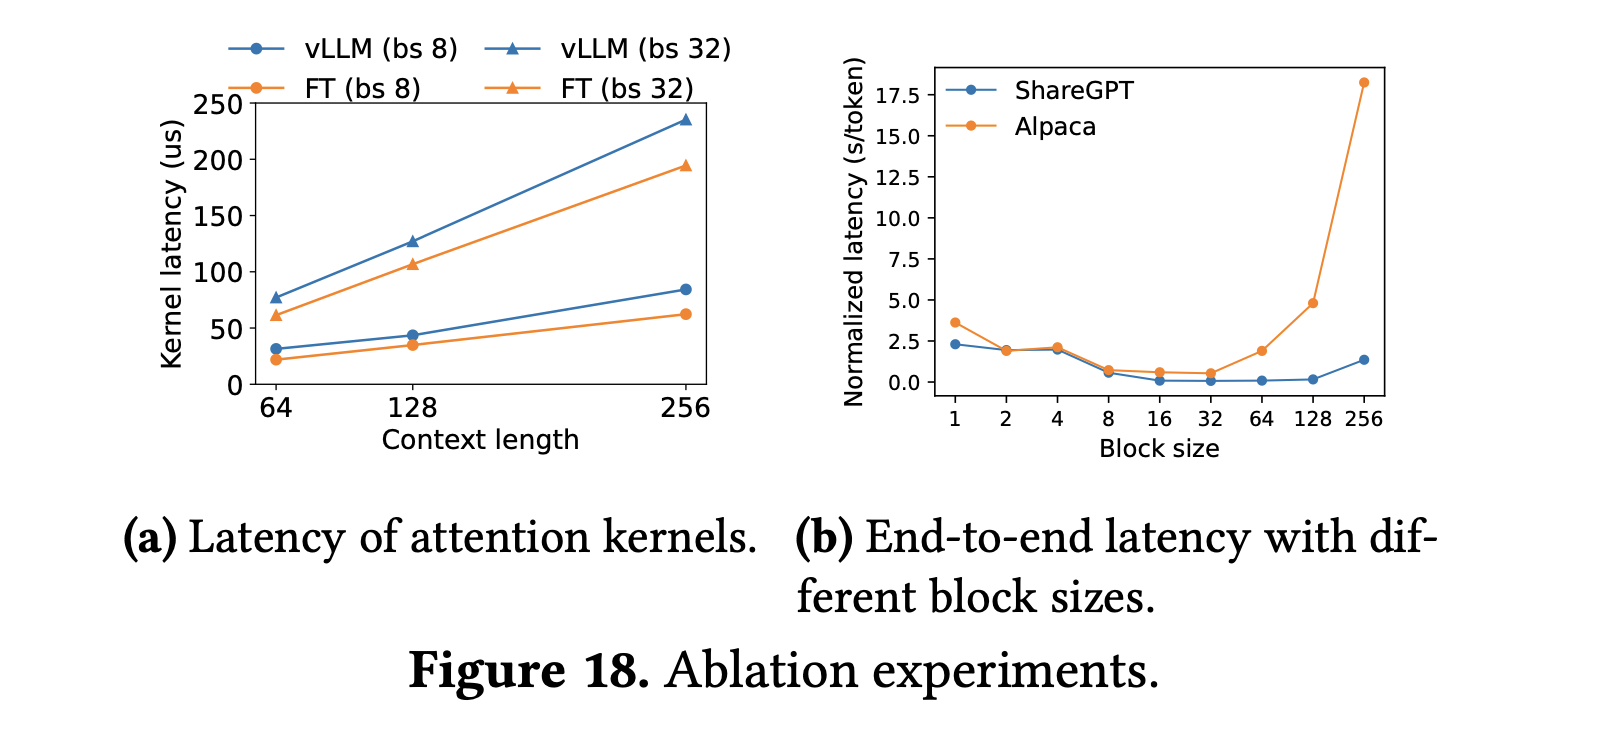 vLLM (bs 8)
vLLM (bs 32)
FT (bs 8)
FT (bs 32)
Kernel latency (us)
250
200
150
100
50
0
64
128
256
Context length
ShareGPT
Alpaca
Normalized latency (s/token)
17.5
15.0
12.5
10.0
7.5
5.0
2.5
0.0
1
2
4
8
16
32
64
128
256
Block size
(a) Latency of attention kernels.
(b) End-to-end latency with dif-
ferent block sizes.
Figure 18. Ablation experiments.